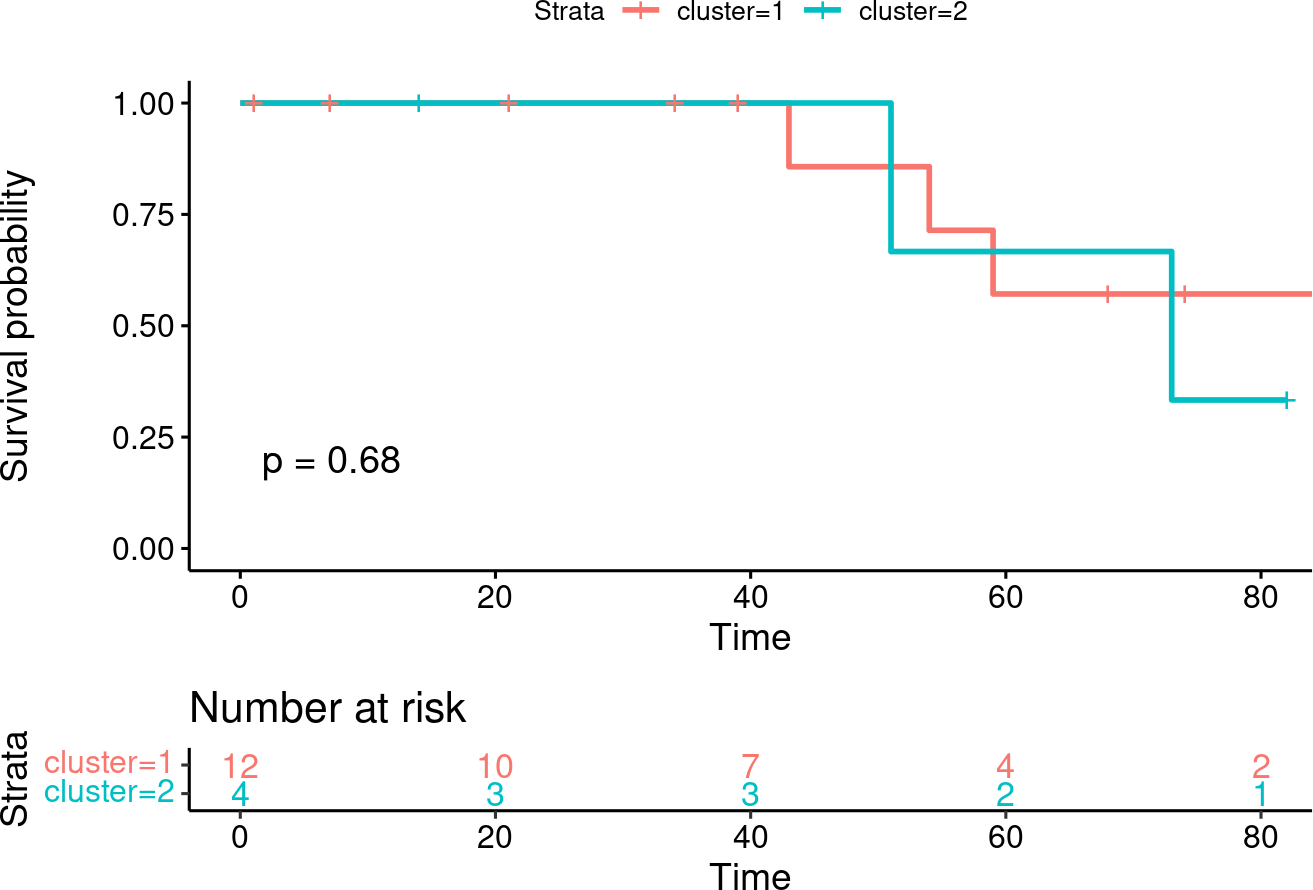 Strata cluster=1 cluster=2
Survival probability
1.00
0.75
0.50
0.25
0.00
p = 0.68
0 20 40 60 80
Time
Number at risk
Strata
cluster=1 12 10 7 4 2
cluster=2 4 3 3 2 1
0 20 40 60 80
Time